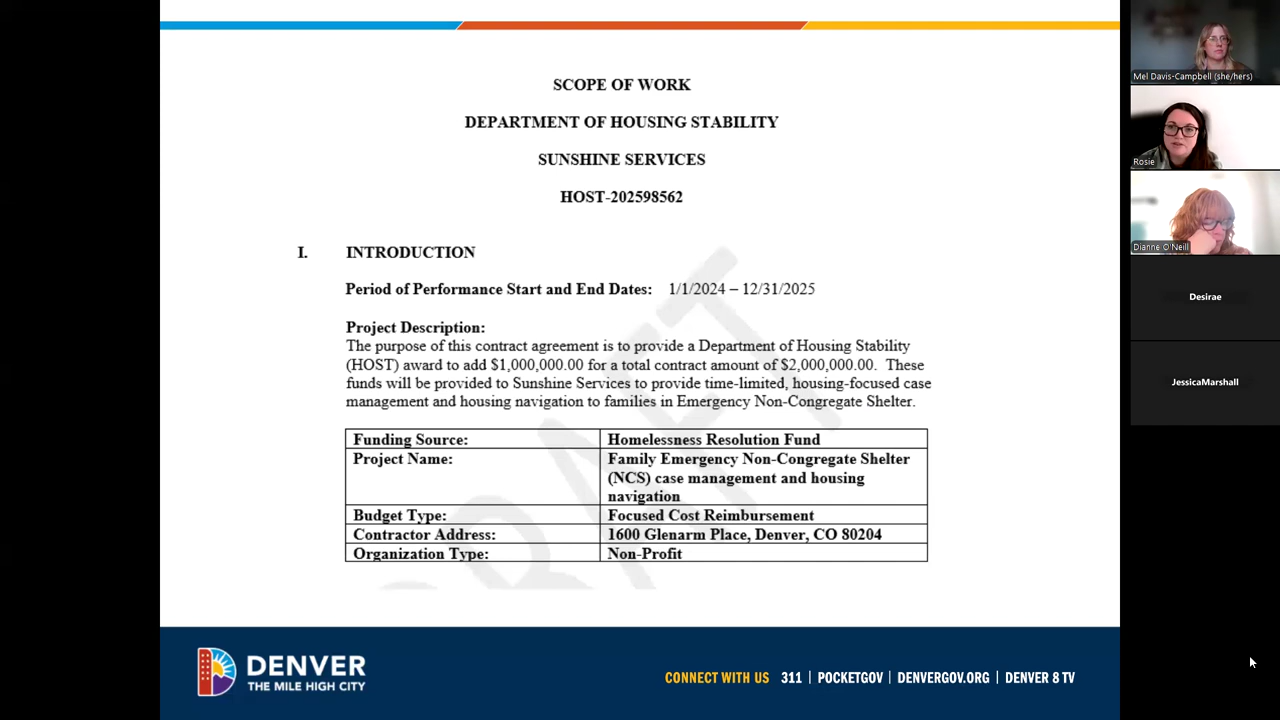 SCOPE OF WORK
DEPARTMENT OF HOUSING STABILITY
SUNSHINE SERVICES
HOST-202598562
I. INTRODUCTION
Period of Performance Start and End Dates: 1/1/2024 – 12/31/2025
Project Description:
The purpose of this contract agreement is to provide a Department of Housing Stability
(HOST) award to add $1,000,000.00 for a total contract amount of $2,000,000.00. These
funds will be provided to Sunshine Services to provide time-limited, housing-focused case
management and housing navigation to families in Emergency Non-Congregate Shelter.
Funding Source: Homelessness Resolution Fund
Project Name: Family Emergency Non-Congregate Shelter
(NCS) case management and housing
navigation
Budget Type: Focused Cost Reimbursement
Contractor Address: 1600 Glenarm Place, Denver, CO 80204
Organization Type: Non-Profit
DRAFT
DENVER
THE MILE HIGH CITY
CONNECT WITH US 311 | POCKETGOV | DENVERGOV.ORG | DENVER 8 TV
Mel Davis-Campbell (she/hers)
Rosie
Dianne O'Neill
Desirae
JessicaMarshall